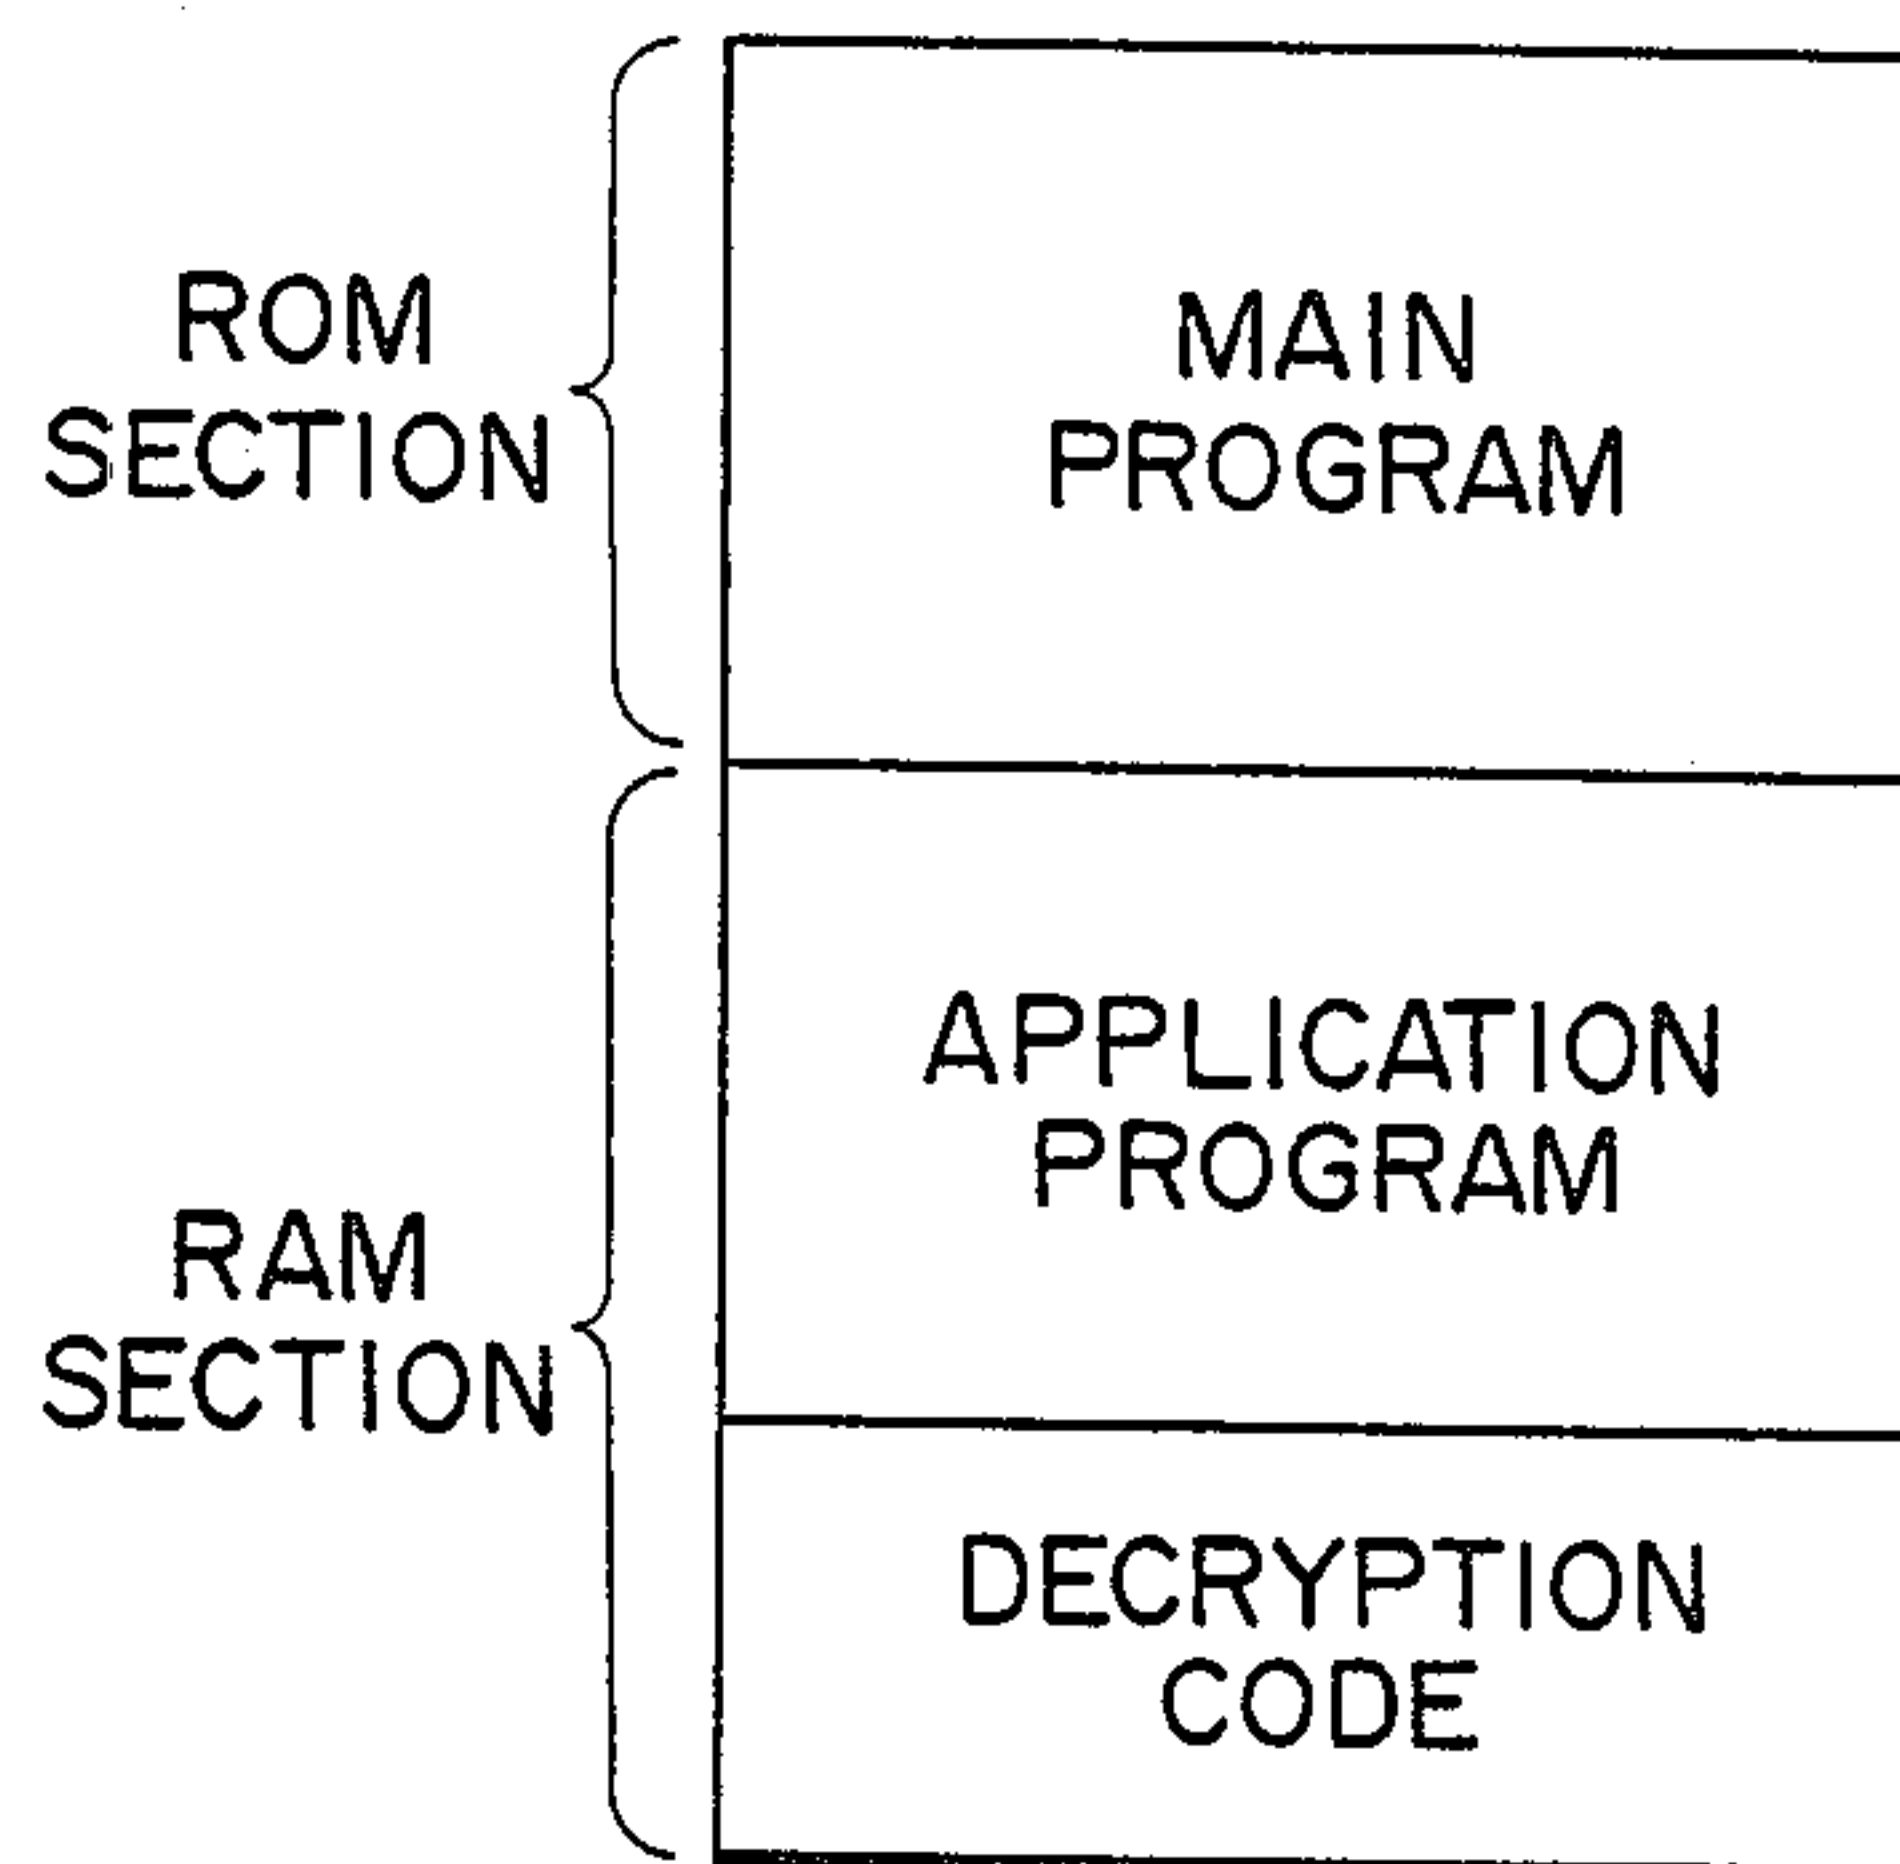 ROM
SECTION
MAIN
PROGRAM
RAM
SECTION
APPLICATION
PROGRAM
DECRYPTION
CODE